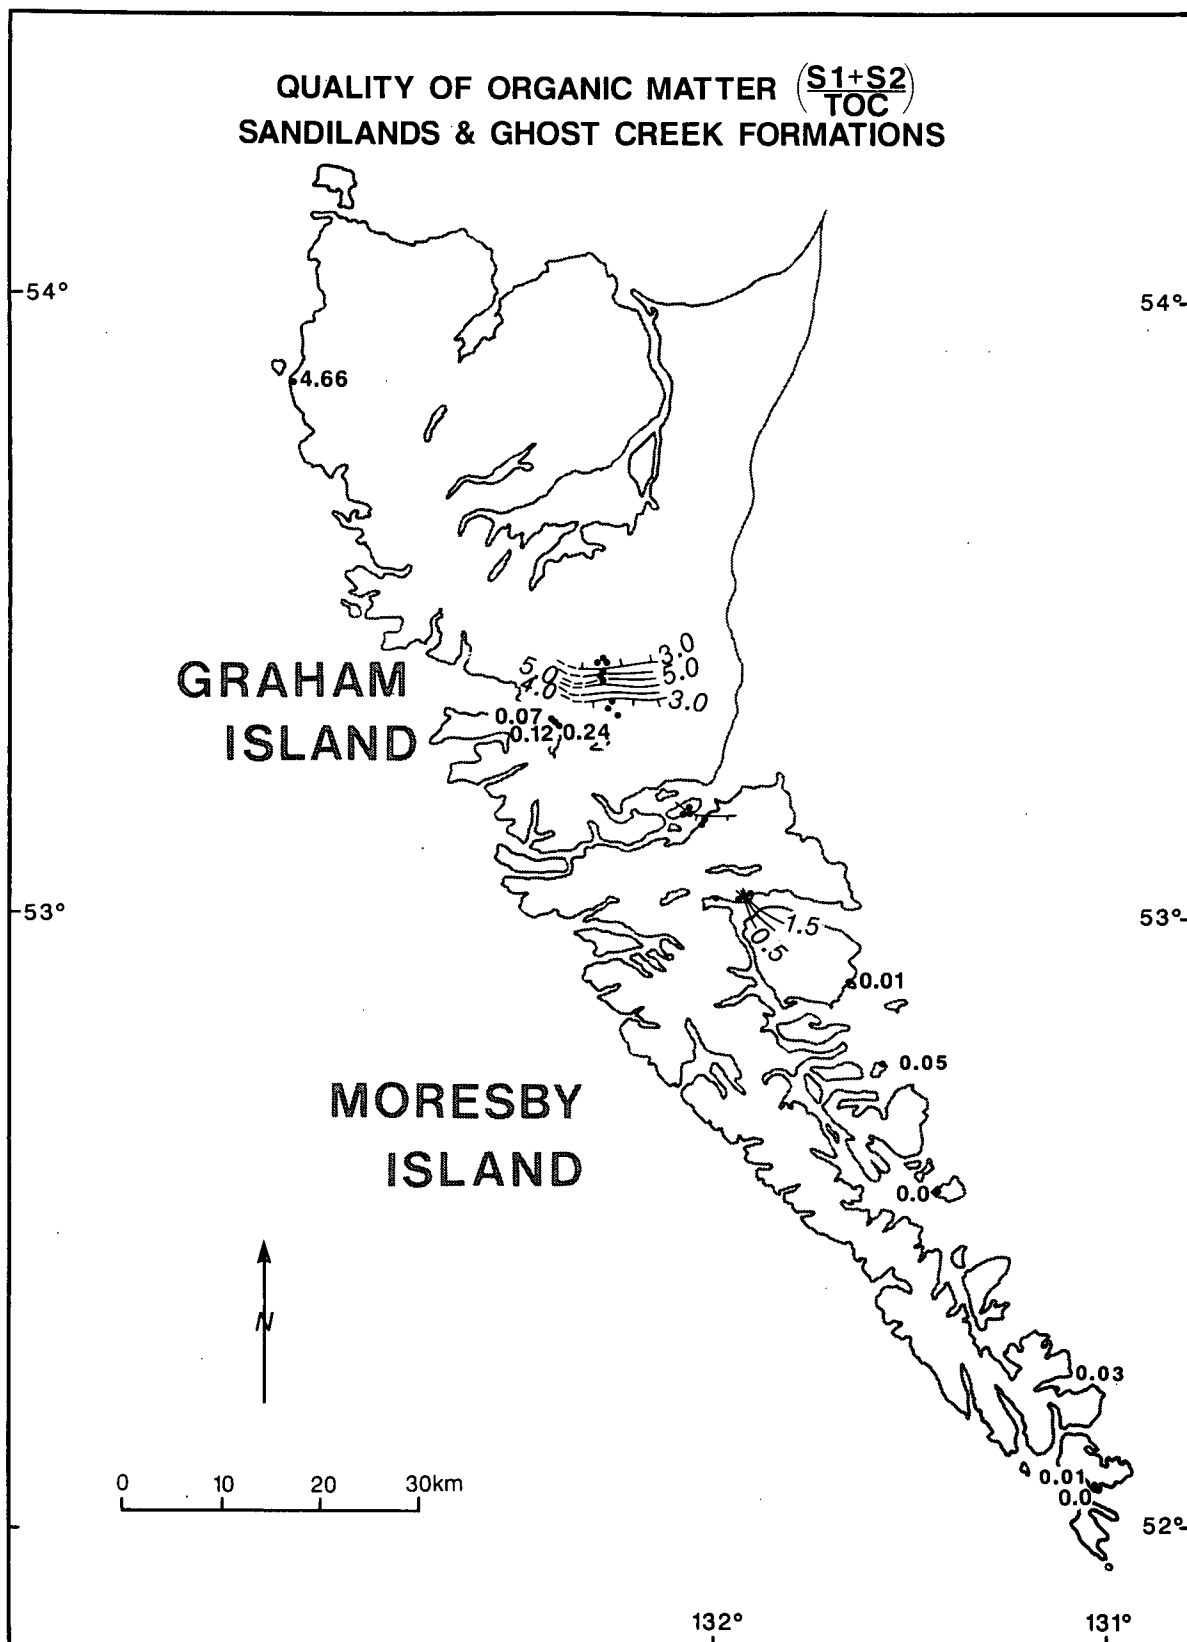 QUALITY OF ORGANIC MATTER (S1+S2
TOC)
SANDILANDS & GHOST CREEK FORMATIONS
54°
54°
4.66
GRAHAM
ISLAND
5.0
4.0
3.0
5.0
3.0
0.07
0.12 0.24
53°
53°
1.5
0.5
0.01
0.05
MORESBY
ISLAND
0.0
N
0.03
0 10 20 30km
0.01
0.0
52°
132° 131°